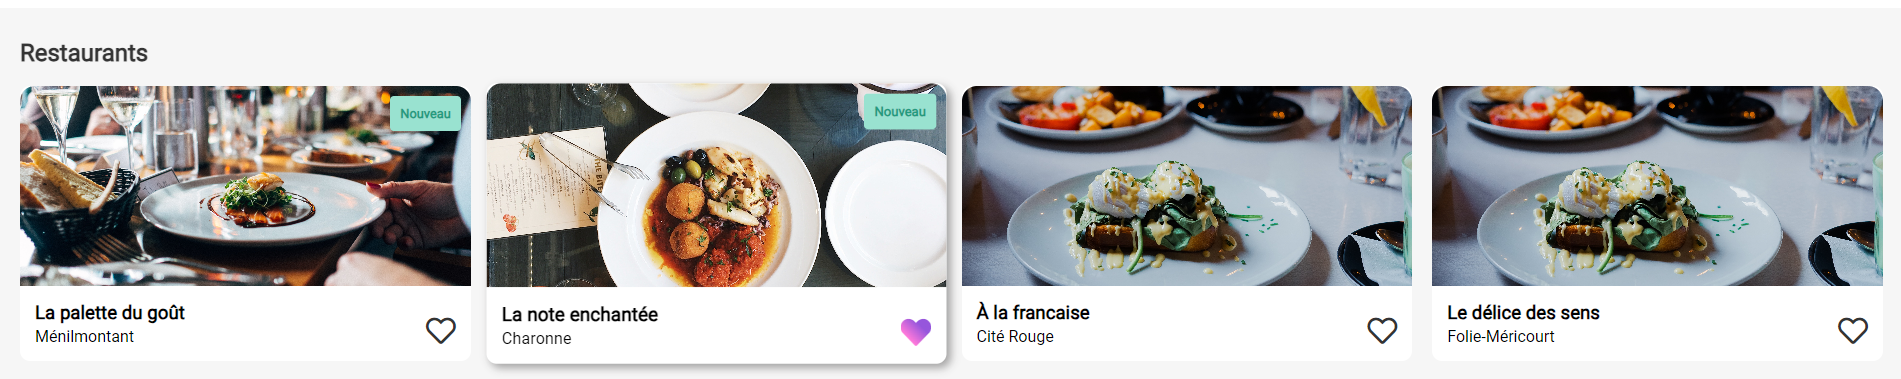 Restaurants
Nouveau
La palette du goût
Ménilmontant
Nouveau
La note enchantée
Charonne
À la francaise
Cité Rouge
Le délice des sens
Folie-Méricourt